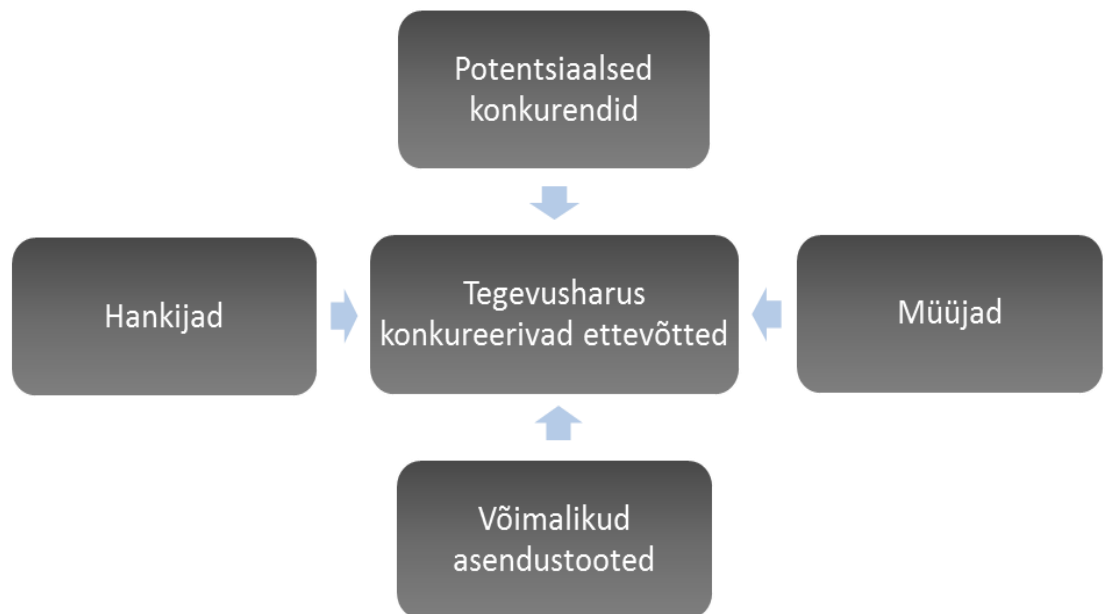 Potentsiaalsed
konkurendid
Hankijad
Tegevusharus
konkureerivad ettevõtted
Müüjad
Võimalikud
asendustooted